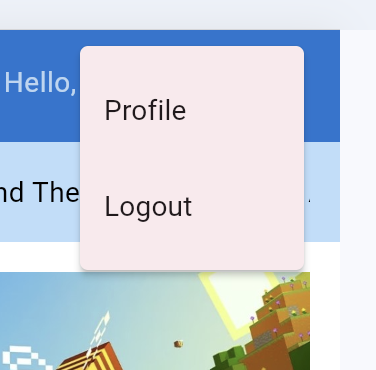 Hello,
Profile
nd The
Logout